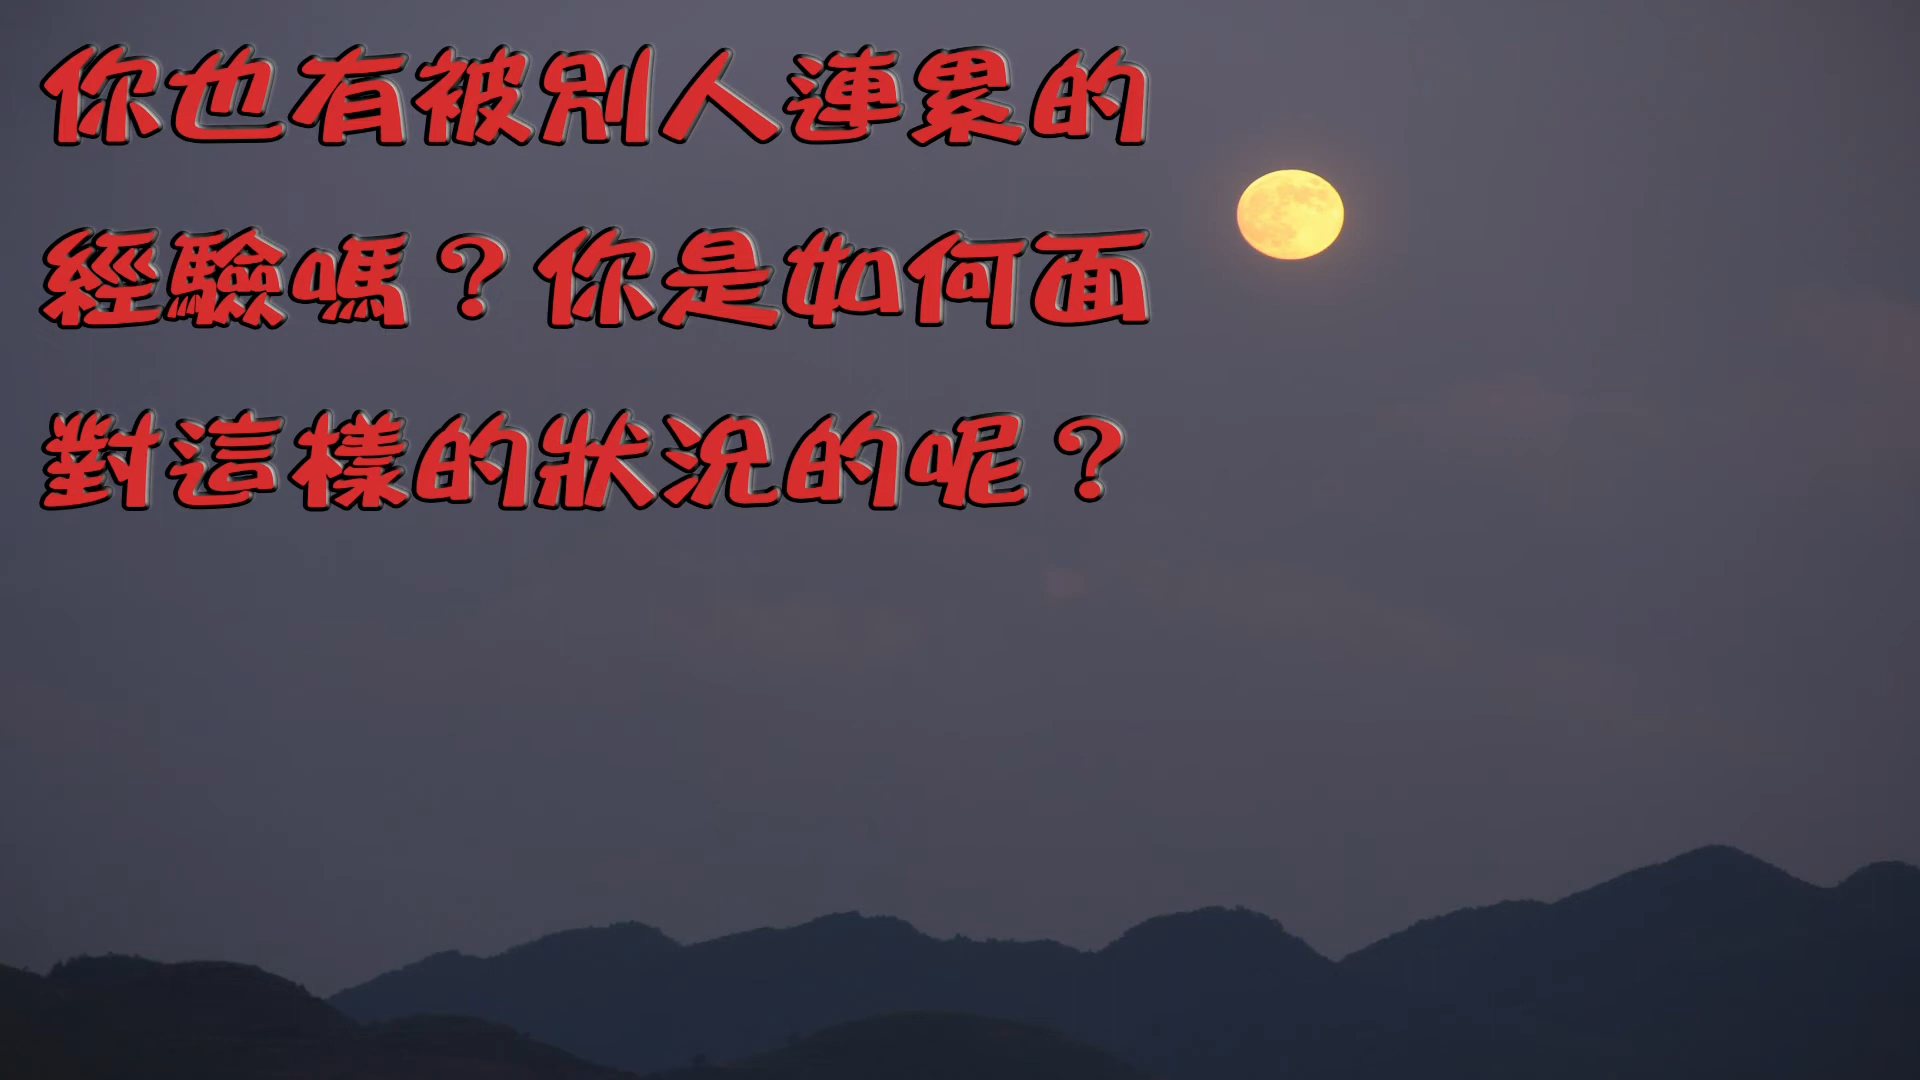 你也有被別人連累的
經驗嗎？你是如何面
對這樣的狀況的呢？